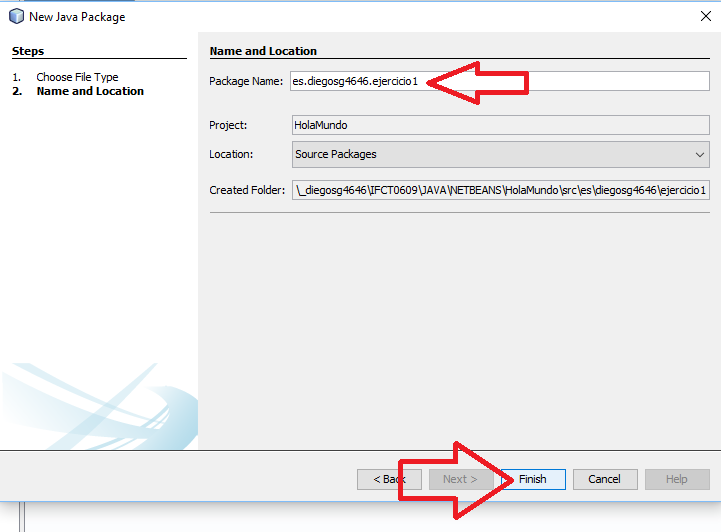 New Java Package
Steps
1. Choose File Type
2. Name and Location
Name and Location
Package Name: es.diegosg4646.ejercicio1
Project: HolaMundo
Location: Source Packages
Created Folder: \_diegosg4646\IFCT0609\JAVA\NETBEANS\HolaMundo\src\es\diegosg4646\ejercicio1
< Back Next > Finish Cancel Help